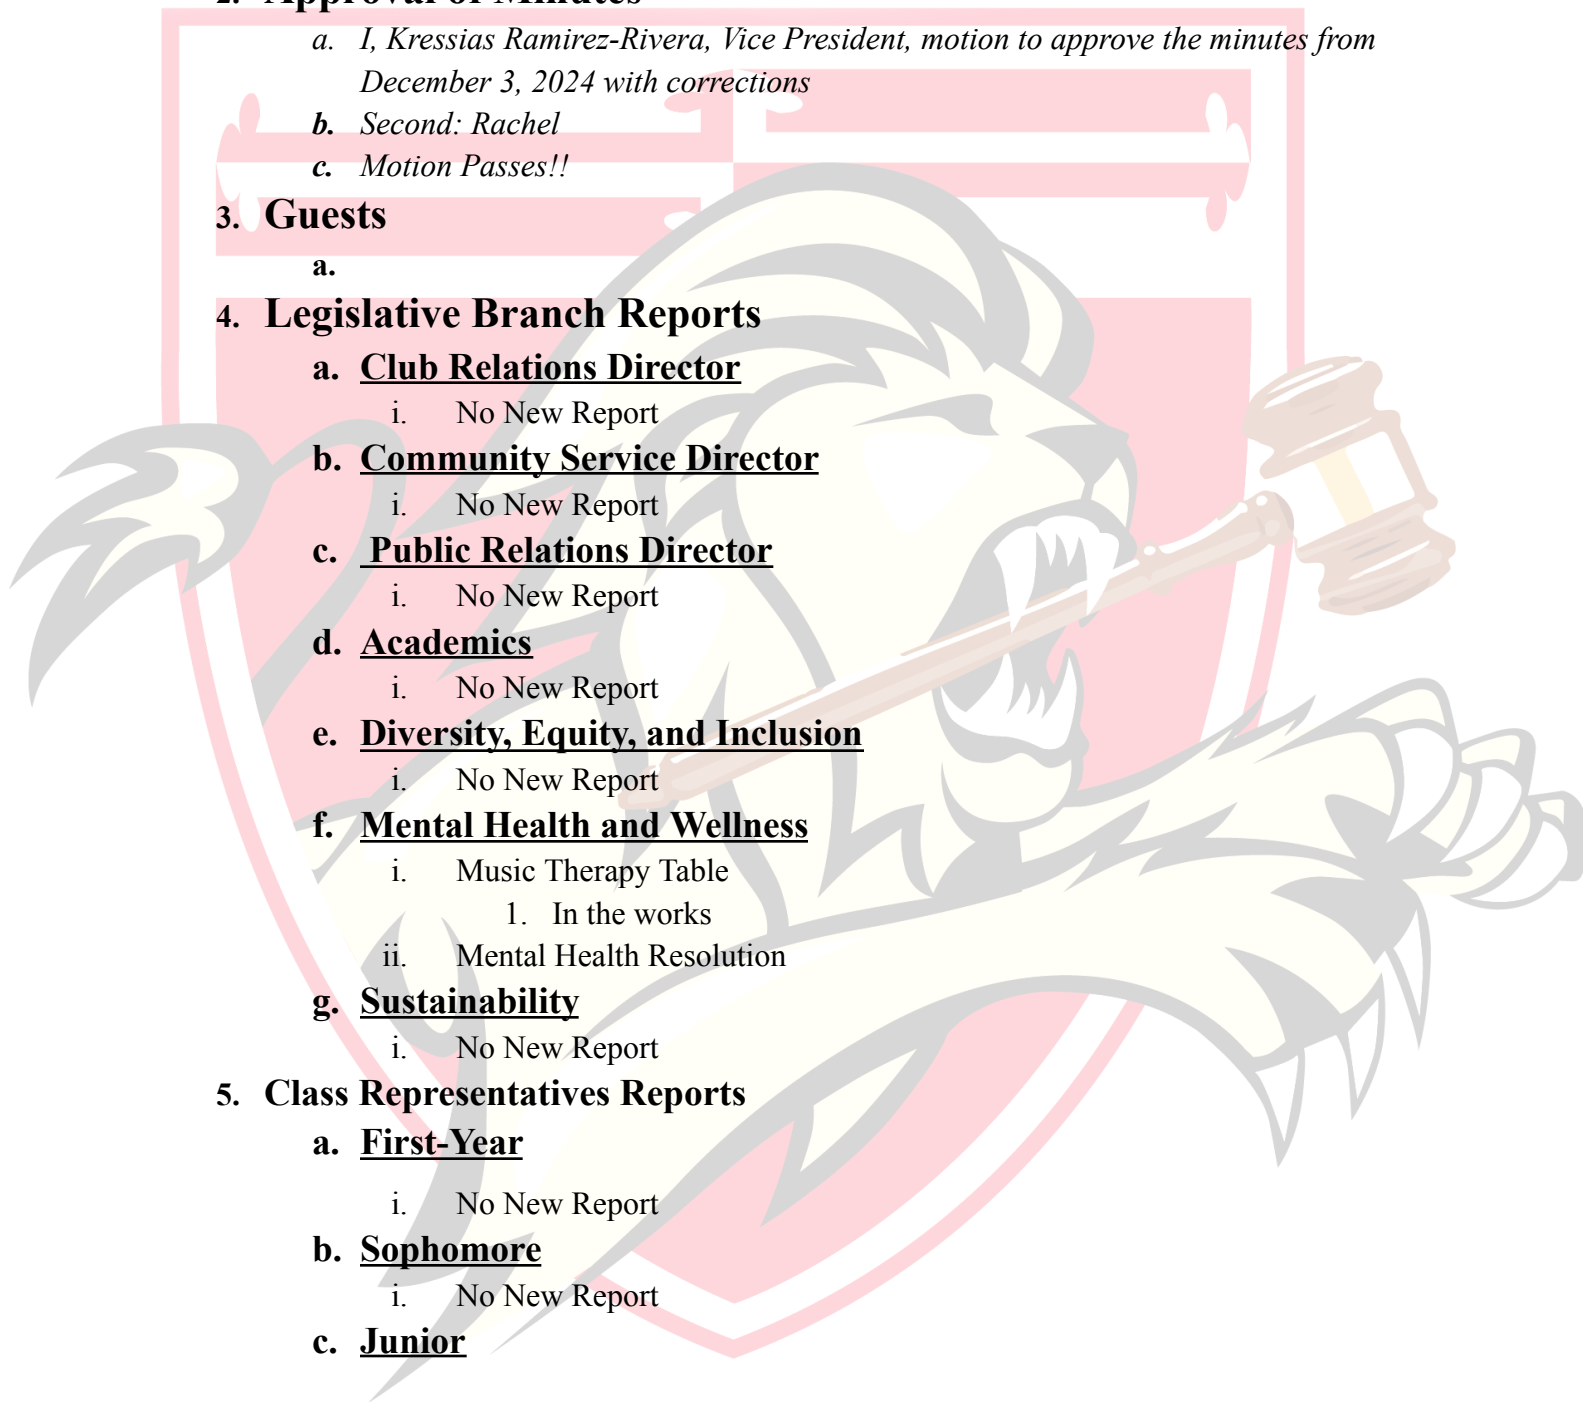 2. Approval of Minutes
a. I, Kressias Ramirez-Rivera, Vice President, motion to approve the minutes from
December 3, 2024 with corrections
b. Second: Rachel
c. Motion Passes!!
3. Guests
a.
4. Legislative Branch Reports
a. Club Relations Director
i. No New Report
b. Community Service Director
i. No New Report
c. Public Relations Director
i. No New Report
d. Academics
i. No New Report
e. Diversity, Equity, and Inclusion
i. No New Report
f. Mental Health and Wellness
i. Music Therapy Table
1. In the works
ii. Mental Health Resolution
g. Sustainability
i. No New Report
5. Class Representatives Reports
a. First-Year
i. No New Report
b. Sophomore
i. No New Report
c. Junior